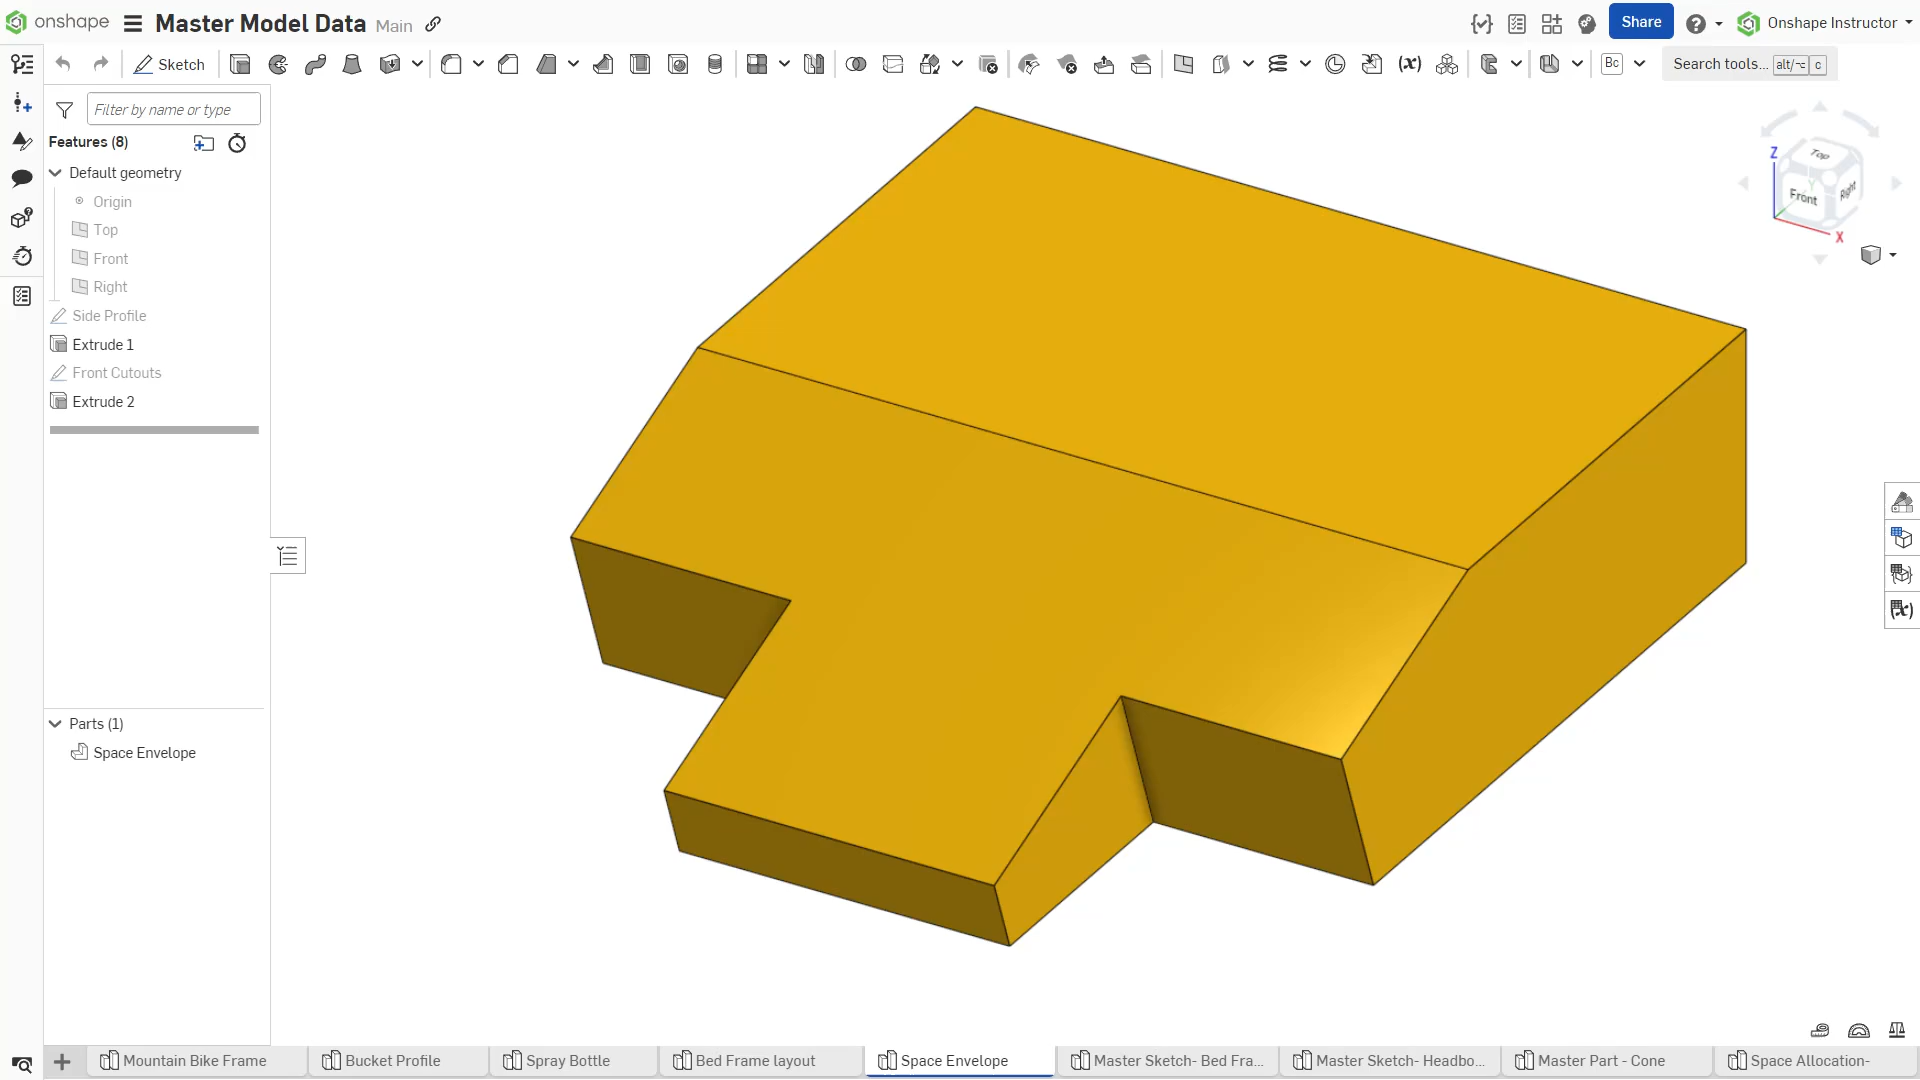 onshape Master Model Data Main Share Onshape Instructor
Sketch (x) Bc Search tools... alt/⌥ c
Filter by name or type
Features (8)
Default geometry
Origin
Top
Front
Right
Side Profile
Extrude 1
Front Cutouts
Extrude 2
Parts (1)
Space Envelope
Z
Top
Y
Front
Right
X
(x)
Mountain Bike Frame Bucket Profile Spray Bottle Bed Frame layout Space Envelope Master Sketch- Bed Fra... Master Sketch- Headbo... Master Part - Cone Space Allocation-